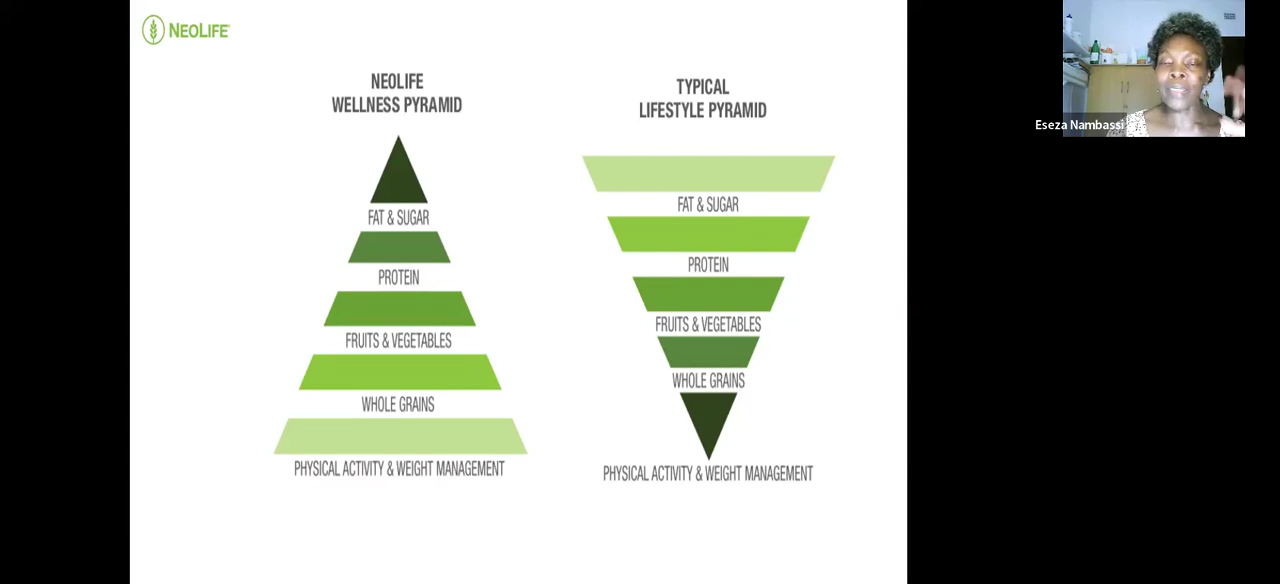 NEOLIFE
NEOLIFE
WELLNESS PYRAMID
FAT & SUGAR
PROTEIN
FRUITS & VEGETABLES
WHOLE GRAINS
PHYSICAL ACTIVITY & WEIGHT MANAGEMENT
TYPICAL
LIFESTYLE PYRAMID
FAT & SUGAR
PROTEIN
FRUITS & VEGETABLES
WHOLE GRAINS
PHYSICAL ACTIVITY & WEIGHT MANAGEMENT
Eseza Nambassi